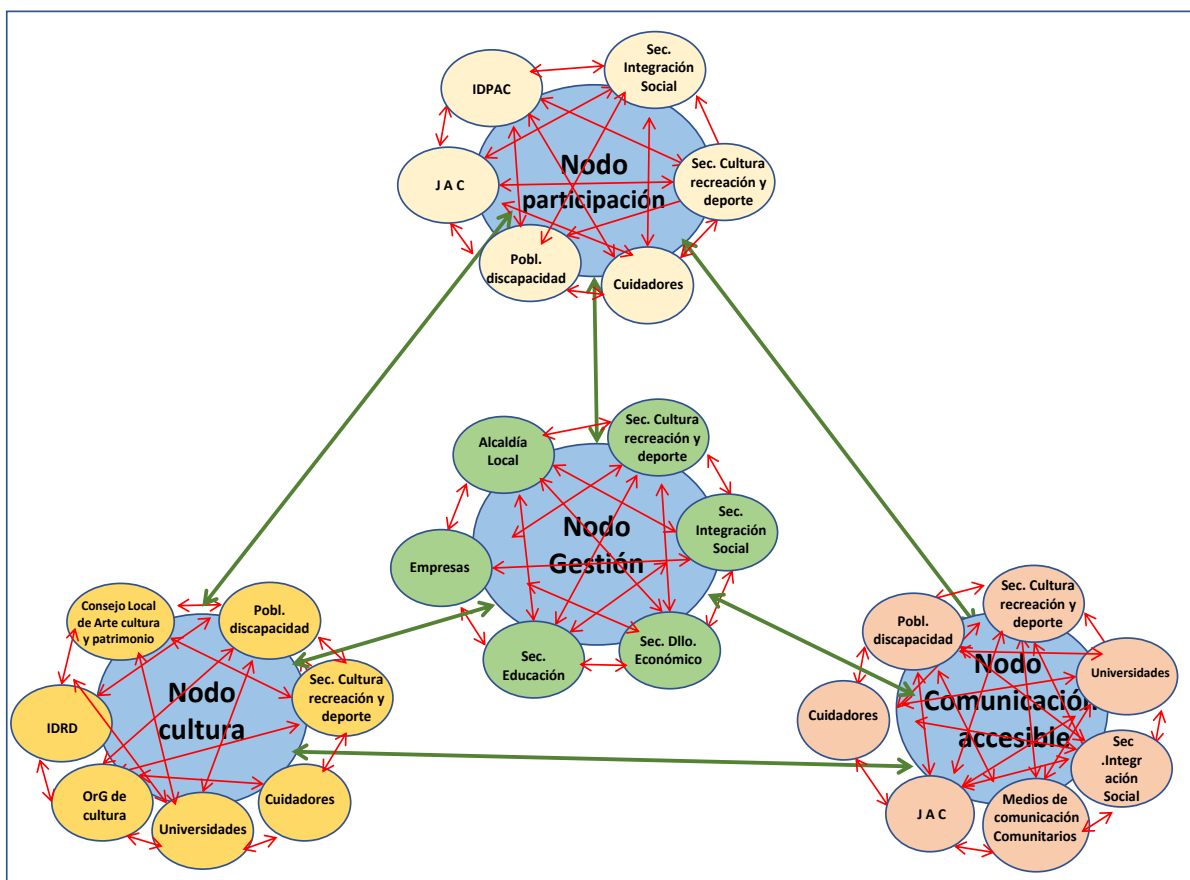 Sec.
Integración
Social
IDPAC
Nodo
participación
J A C
Sec. Cultura
recreación y
deporte
Pobl.
discapacidad
Cuidadores
Alcaldía
Local
Sec. Cultura
recreación y
deporte
Nodo
Gestión
Sec.
Integración
Social
Empresas
Sec.
Educación
Sec. Dllo.
Económico
Consejo Local
de Arte cultura
y patrimonio
Pobl.
discapacidad
Nodo
cultura
Sec. Cultura
recreación y
deporte
IDRD
OrG de
cultura
Universidades
Cuidadores
Sec. Cultura
recreación y
deporte
Pobl.
discapacidad
Nodo
Comunicación
accesible
Universidades
Cuidadores
Sec
.Integr
ación
Social
J A C
Medios de
comunicación
Comunitarios